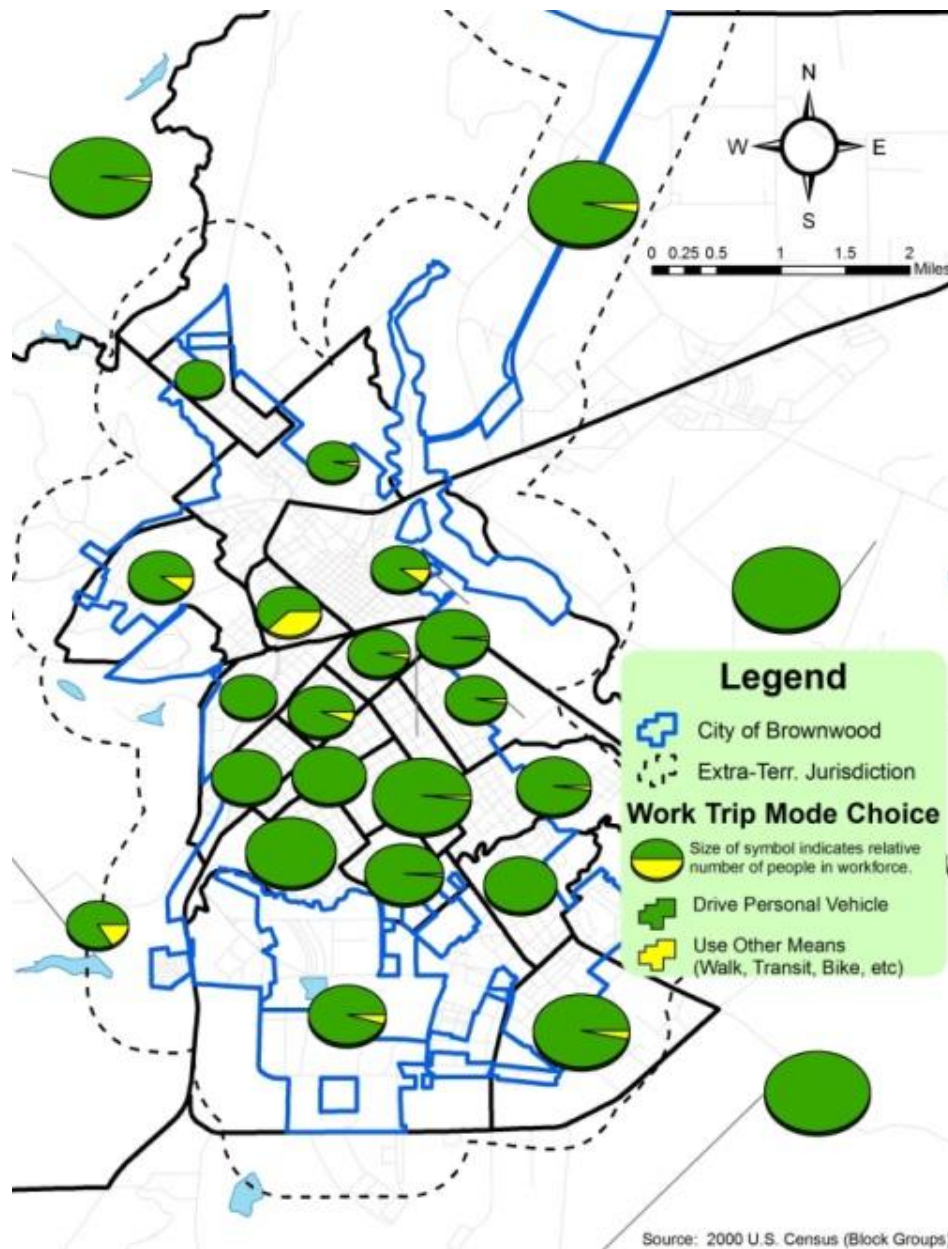 N
W E
S
0 0.25 0.5 1 1.5 2
Miles
Legend
City of Brownwood
Extra-Terr. Jurisdiction
Work Trip Mode Choice
Size of symbol indicates relative
number of people in workforce.
Drive Personal Vehicle
Use Other Means
(Walk, Transit, Bike, etc)
Source: 2000 U.S. Census (Block Groups